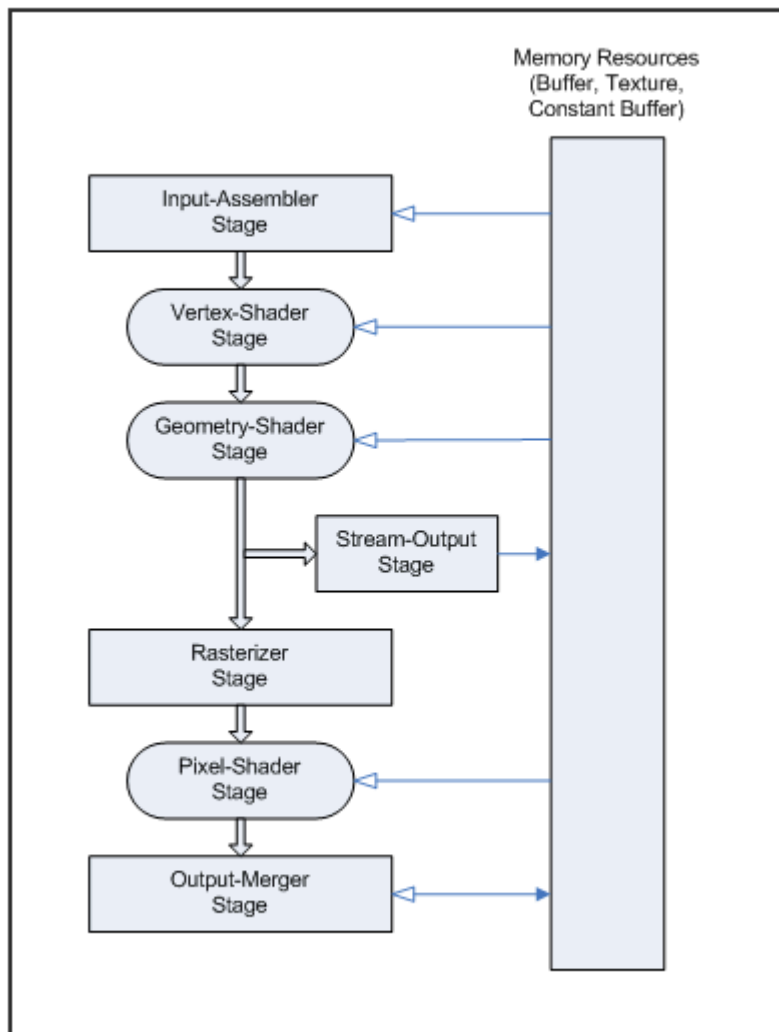 Memory Resources
(Buffer, Texture,
Constant Buffer)
Input-Assembler
Stage
Vertex-Shader
Stage
Geometry-Shader
Stage
Stream-Output
Stage
Rasterizer
Stage
Pixel-Shader
Stage
Output-Merger
Stage